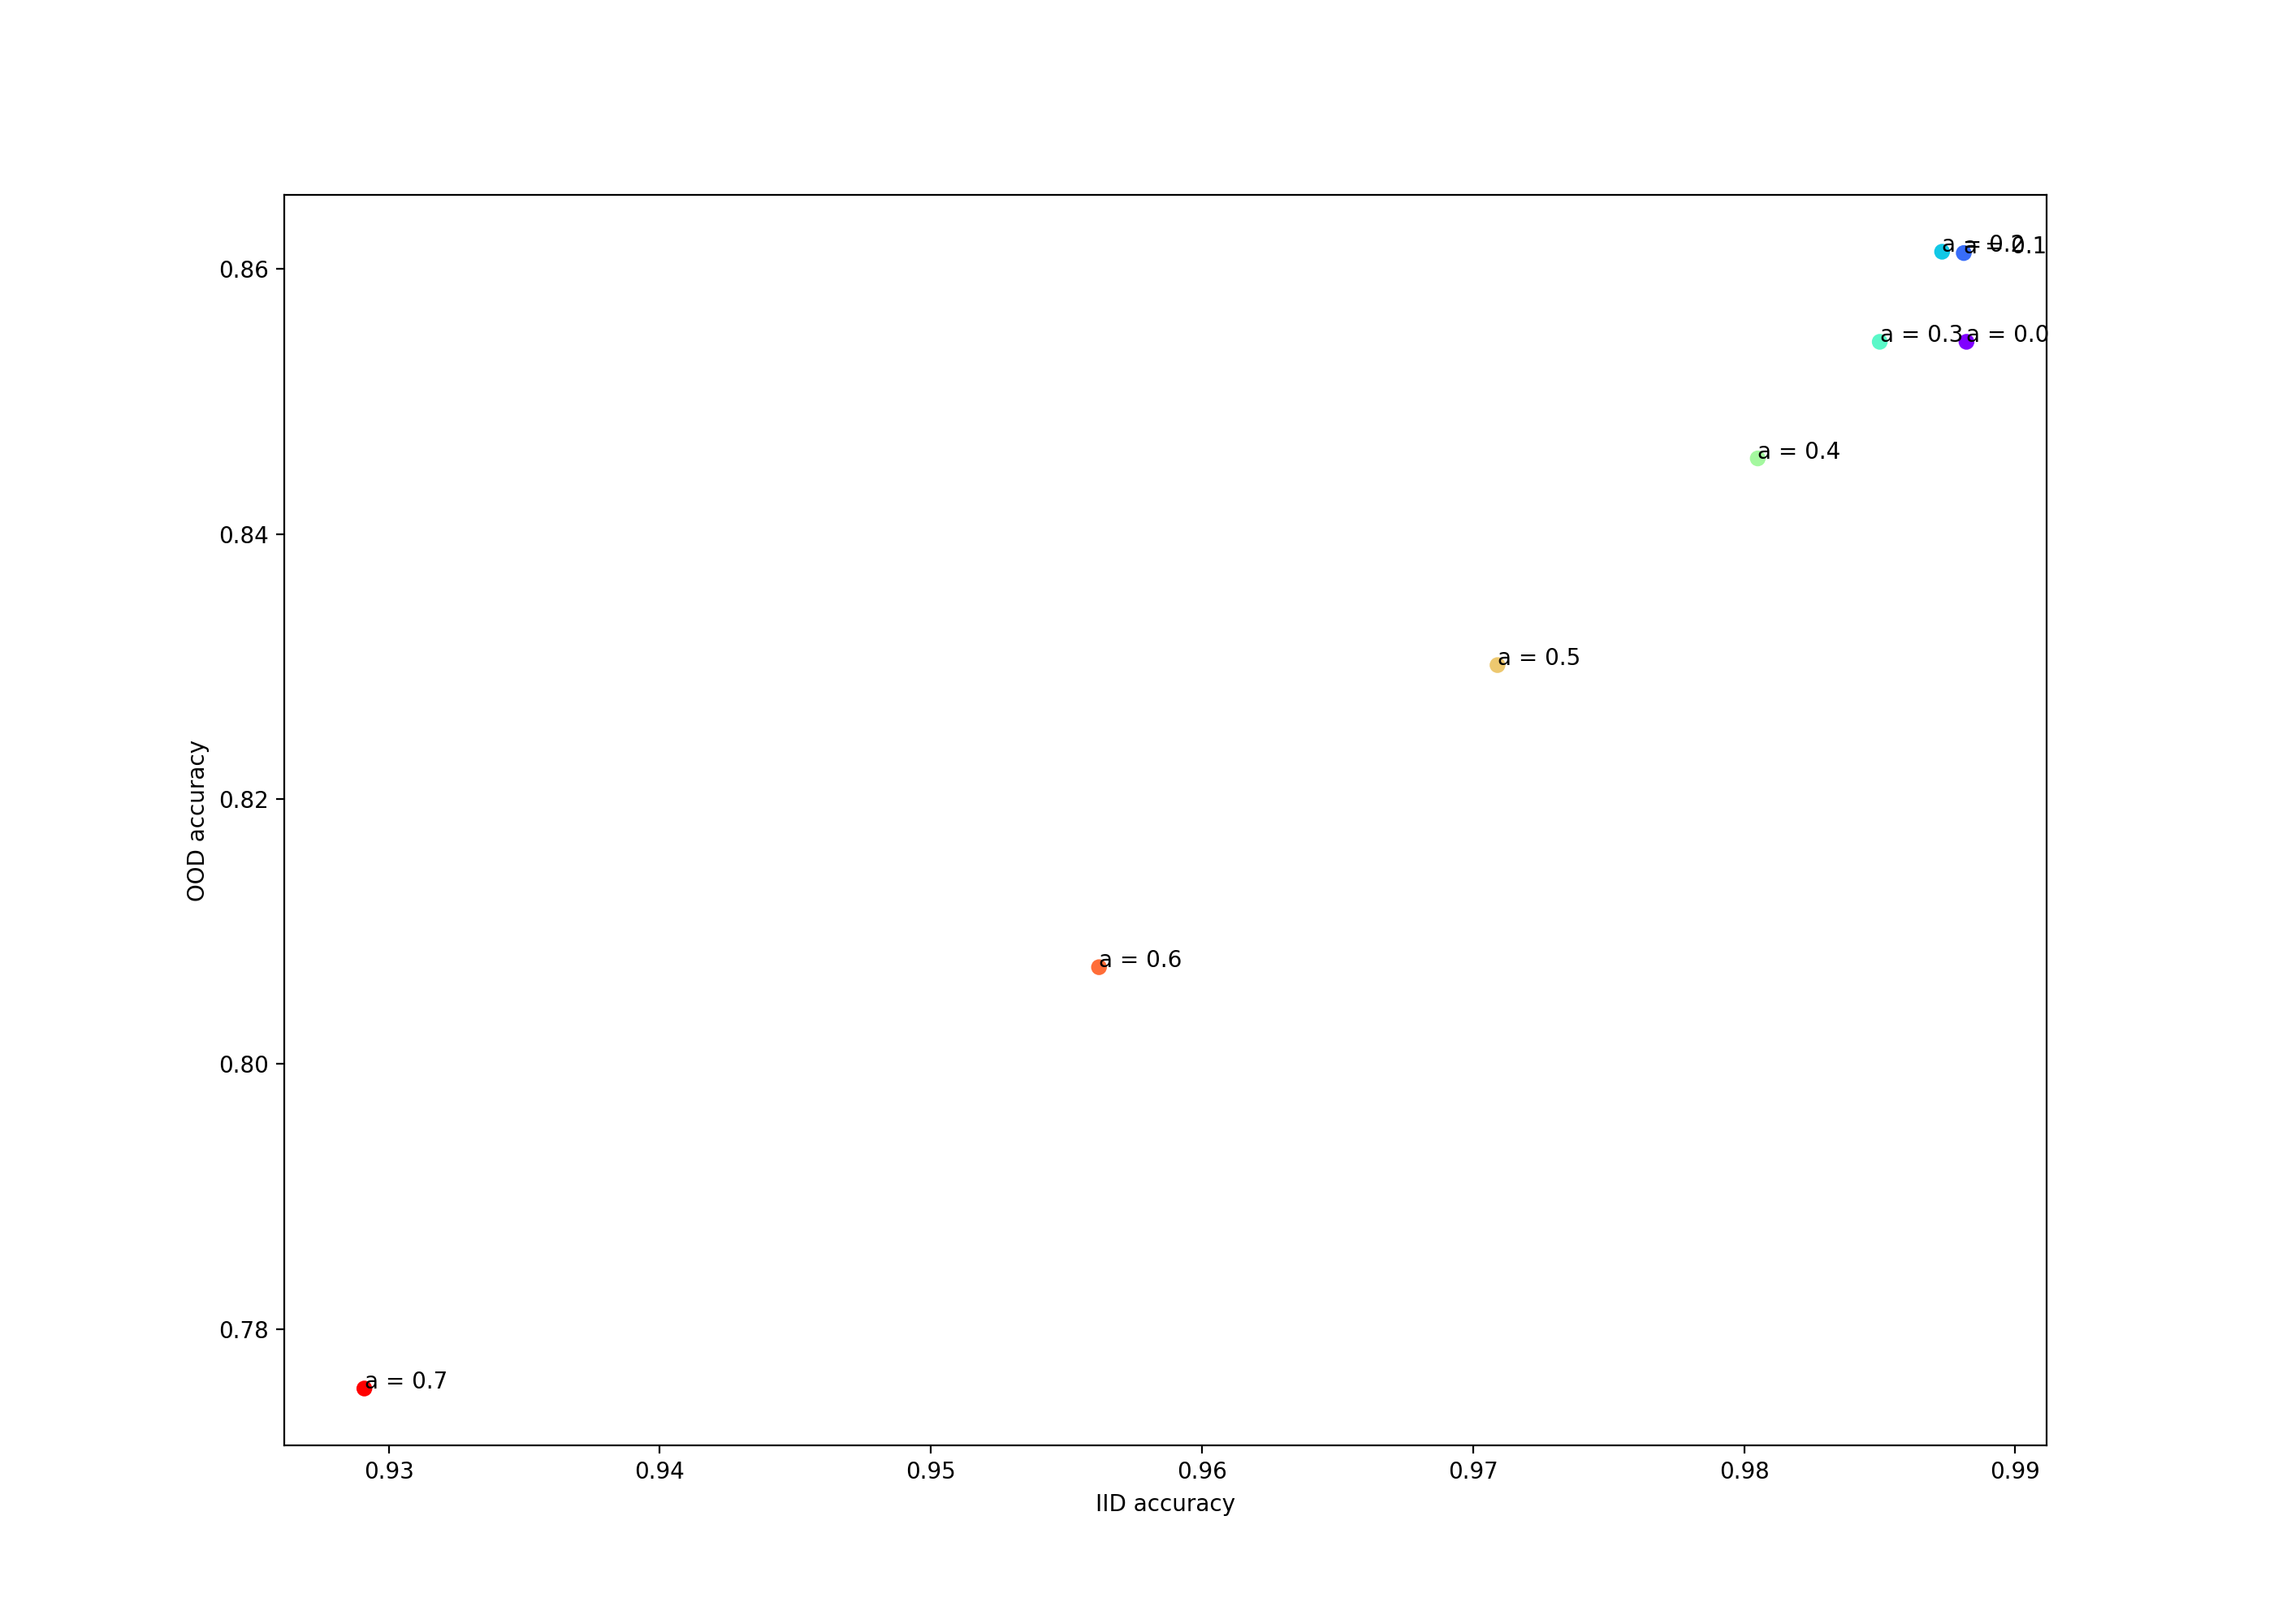 a = 0.2
a = 0.1
0.86
a = 0.3
a = 0.0
a = 0.4
0.84
a = 0.5
0.82
OOD accuracy
a = 0.6
0.80
0.78
a = 0.7
0.93 0.94 0.95 0.96 0.97 0.98 0.99
IID accuracy